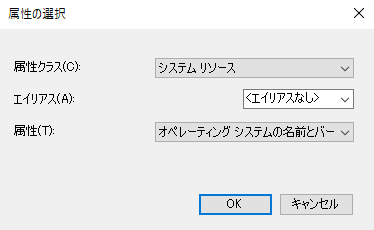 属性の選択
属性クラス(C): システム リソース
エイリアス(A): <エイリアスなし>
属性(T): オペレーティング システムの名前とバー
OK キャンセル